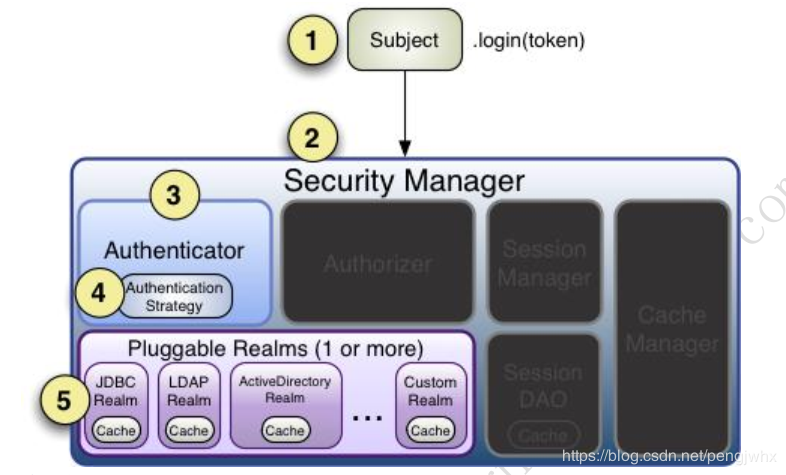 1
Subject
.login(token)
2
Security Manager
3
Authenticator
4
Authentication
Strategy
Authorizer
Session
Manager
Cache
Manager
Pluggable Realms (1 or more)
5
JDBC
Realm
Cache
LDAP
Realm
Cache
ActiveDirectory
Realm
Cache
...
Custom
Realm
Cache
Session
DAO
Cache
https://blog.csdn.net/pengjwhx